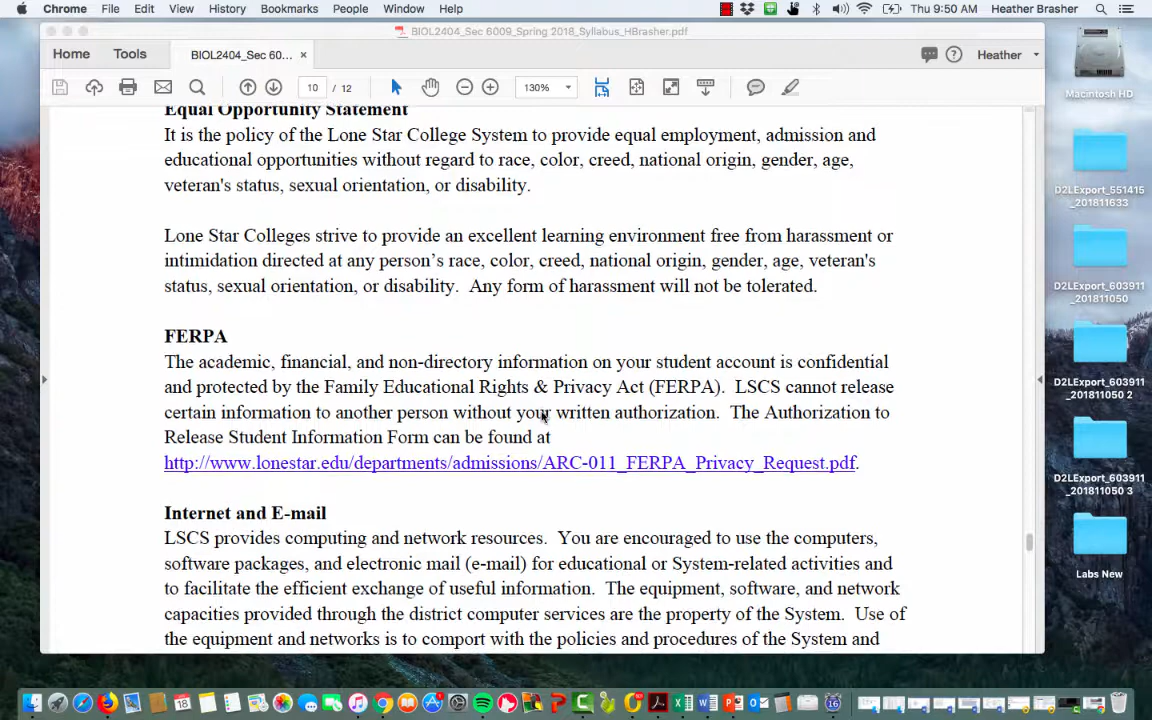 Chrome File Edit View History Bookmarks People Window Help Thu 9:50 AM Heather Brasher
BIOL2404_Sec 6009_Spring 2018_Syllabus_HBrasher.pdf
Home Tools BIOL2404_Sec 60... × Heather
10 / 12 130%
Equal Opportunity Statement
It is the policy of the Lone Star College System to provide equal employment, admission and
educational opportunities without regard to race, color, creed, national origin, gender, age,
veteran's status, sexual orientation, or disability.
Lone Star Colleges strive to provide an excellent learning environment free from harassment or
intimidation directed at any person's race, color, creed, national origin, gender, age, veteran's
status, sexual orientation, or disability.  Any form of harassment will not be tolerated.
FERPA
The academic, financial, and non-directory information on your student account is confidential
and protected by the Family Educational Rights & Privacy Act (FERPA).  LSCS cannot release
certain information to another person without your written authorization.  The Authorization to
Release Student Information Form can be found at
http://www.lonestar.edu/departments/admissions/ARC-011_FERPA_Privacy_Request.pdf.
Internet and E-mail
LSCS provides computing and network resources.  You are encouraged to use the computers,
software packages, and electronic mail (e-mail) for educational or System-related activities and
to facilitate the efficient exchange of useful information.  The equipment, software, and network
capacities provided through the district computer services are the property of the System.  Use of
the equipment and networks is to comport with the policies and procedures of the System and
Macintosh HD
D2LExport_551415
_201811633
D2LExport_603911
_201811050
D2LExport_603911
_201811050 2
D2LExport_603911
_201811050 3
Labs New
18
16